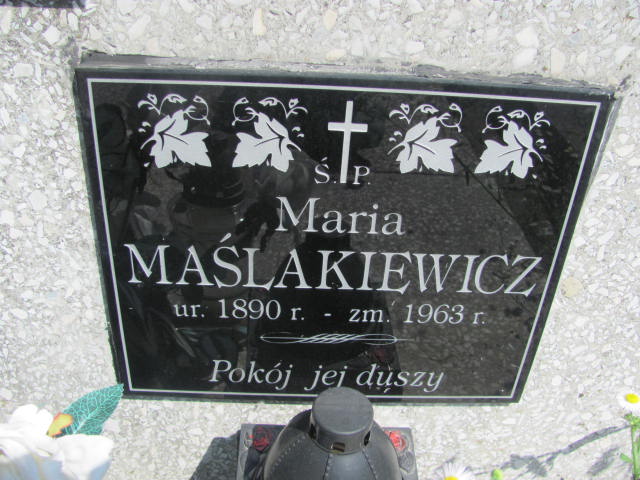 Ś. P.
Maria
MAŚLAKIEWICZ
ur. 1890 r. - zm. 1963 r.
Pokój jej duszy